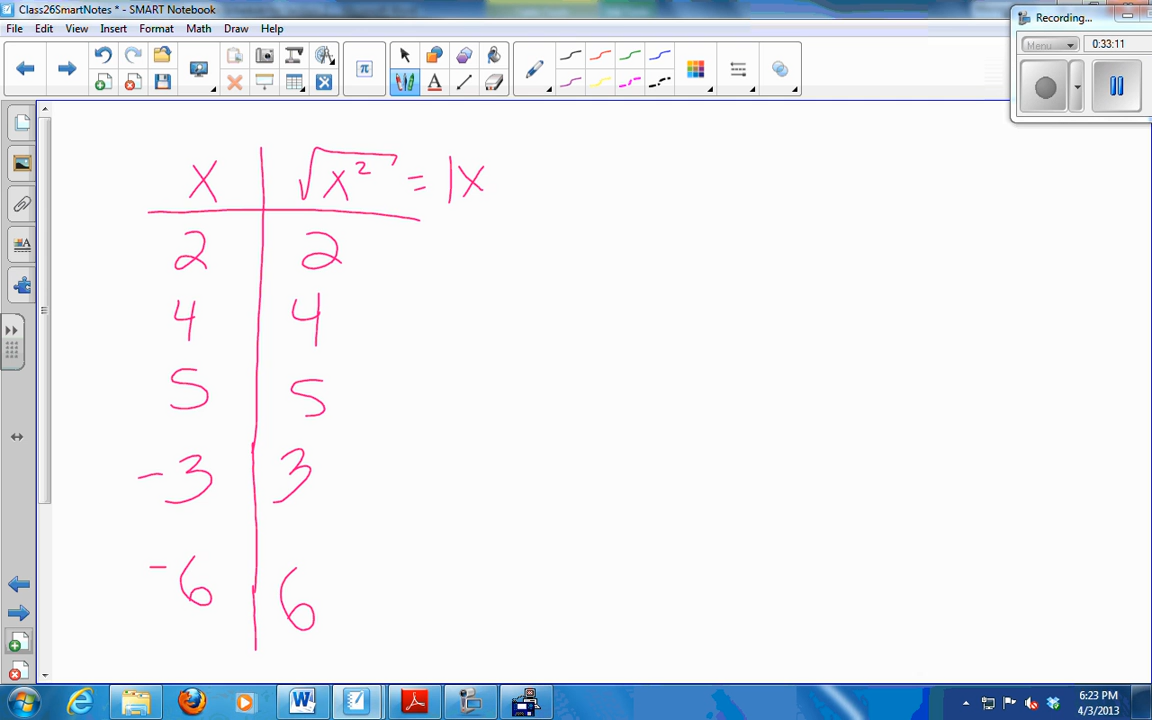 Class26SmartNotes * - SMART Notebook
Recording...
File Edit View Insert Format Math Draw Help
Menu
0:33:11
π
A
x √x² = |x
2 2
4 4
5 5
-3 3
-6 6
6:23 PM
4/3/2013